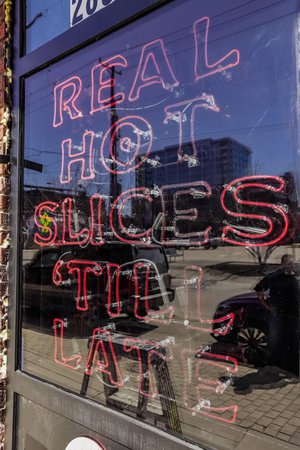 REAL
HOT
SLICES
'TIL
LATE